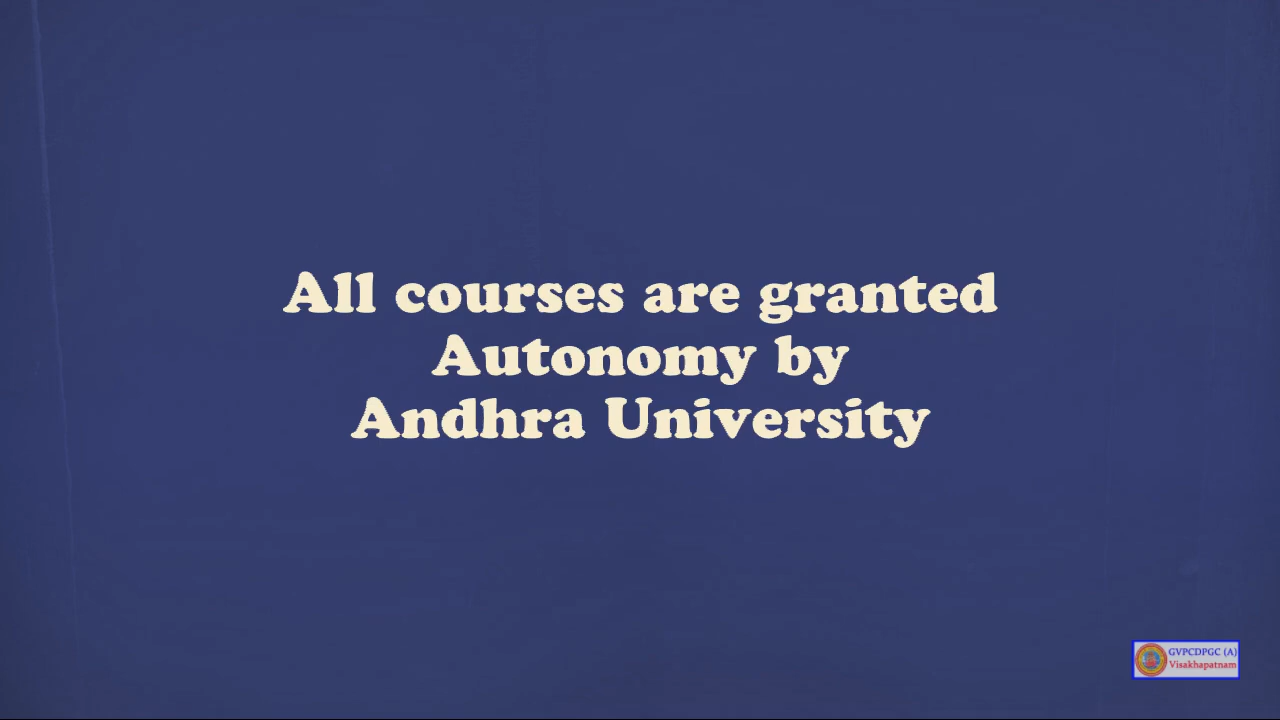 All courses are granted
Autonomy by
Andhra University
GVPCDPGC (A)
Visakhapatnam